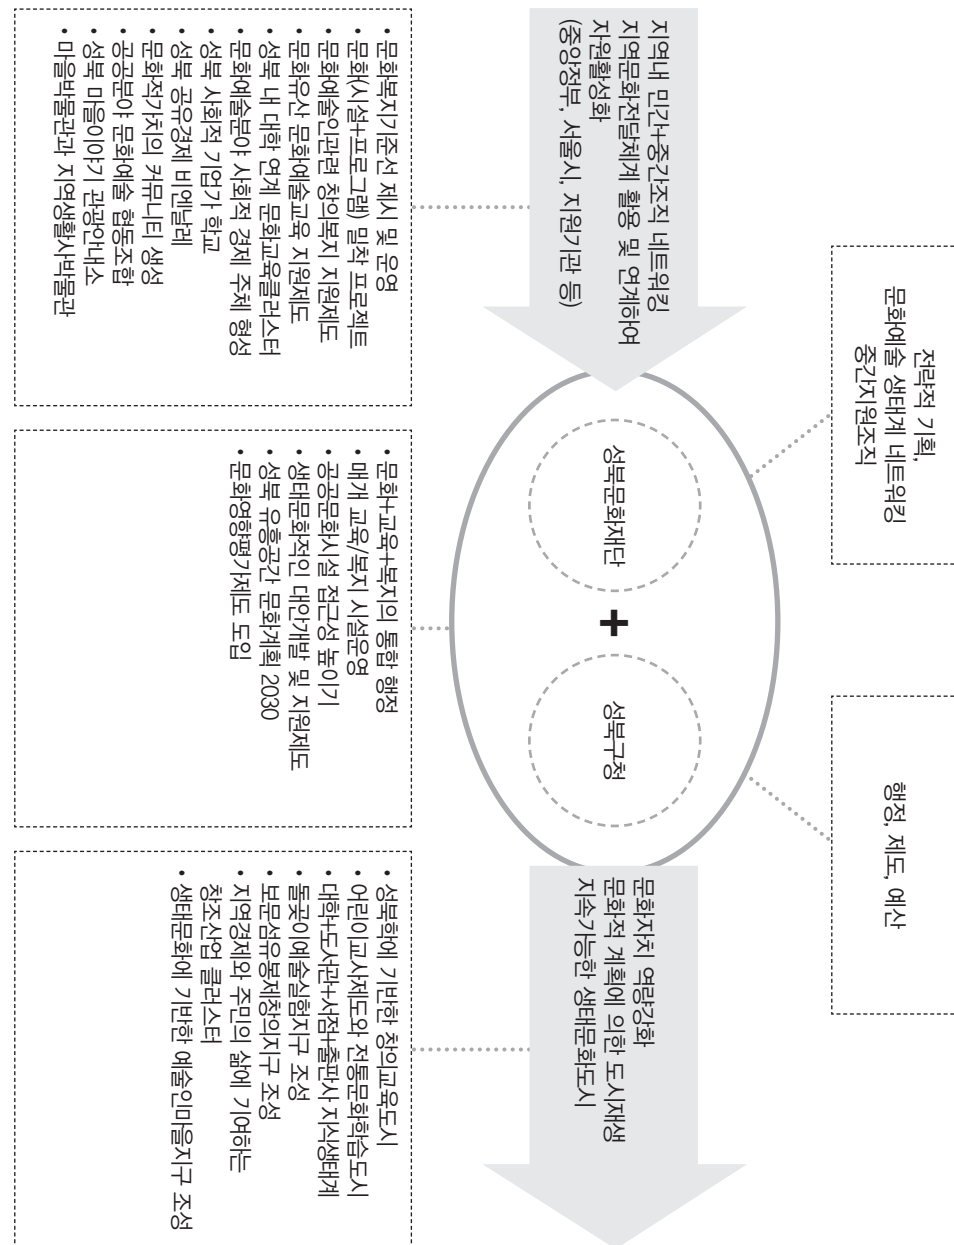 전략적 기획,
문화예술 생태계 네트워킹
중간지원조직
행정, 제도, 예산
지역내 민간+중간조직 네트워킹
지역문화전달체계 활용 및 연계하여
자원활성화
(중앙정부, 서울시, 지원기관 등)
성북문화재단
+
성북구청
문화자치 역량강화
문화적 계획에 의한 도시재생
지속가능한 생태문화도시
• 문화복지기준선 제시 및 운영
• 문화(시설+프로그램) 밀착 프로젝트
• 문화예술인관련 창의복지 지원제도
• 문화유산 문화예술교육 지원제도
• 성북 내 대학 연계 문화교육클러스터
• 문화예술분야 사회적 경제 주체 형성
• 성북 사회적 기업가 학교
• 성북 공유경제 비엔날레
• 문화적가치의 커뮤니티 생성
• 공공분야 문화예술 협동조합
• 성북 마을이야기 관광안내소
• 마을박물관과 지역생활사박물관
• 문화+교육+복지의 통합 행정
• 매개 교육/복지 시설운영
• 공공문화시설 접근성 높이기
• 생태문화적인 대안개발 및 지원제도
• 성북 유휴공간 문화계획 2030
• 문화영향평가제도 도입
• 성북학에 기반한 창의교육도시
• 어린이교사제도와 전통문화학습도시
• 대학+도서관+서점+출판사 지식생태계
• 돌곶이예술실험지구 조성
• 보문섬유봉제창의지구 조성
• 지역경제와 주민의 삶에 기여하는
창조산업 클러스터
• 생태문화에 기반한 예술인마을지구 조성